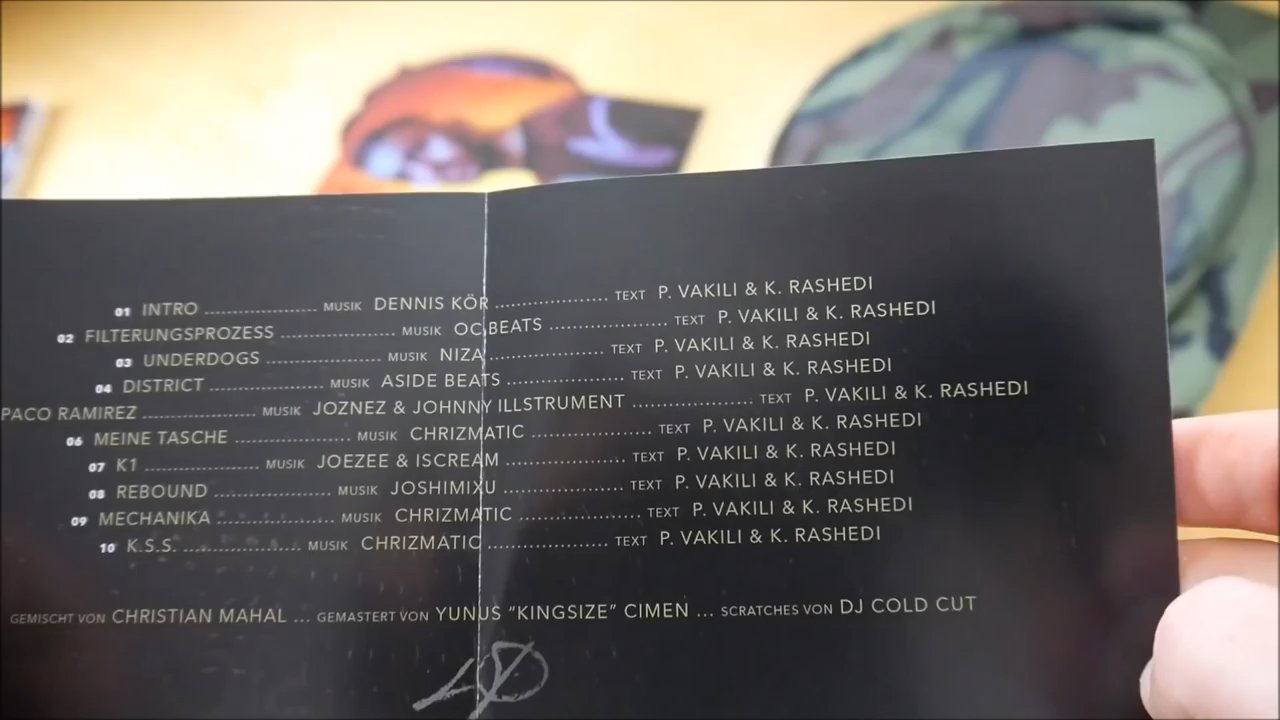 01 INTRO .................... MUSIK DENNIS KÖR .................... TEXT P. VAKILI & K. RASHEDI
02 FILTERUNGSPROZESS .................... MUSIK OC BEATS .................... TEXT P. VAKILI & K. RASHEDI
03 UNDERDOGS .................... MUSIK NIZA .................... TEXT P. VAKILI & K. RASHEDI
04 DISTRICT .................... MUSIK ASIDE BEATS .................... TEXT P. VAKILI & K. RASHEDI
PACO RAMIREZ .................... MUSIK JOZNEZ & JOHNNY ILLSTRUMENT .................... TEXT P. VAKILI & K. RASHEDI
06 MEINE TASCHE .................... MUSIK CHRIZMATIC .................... TEXT P. VAKILI & K. RASHEDI
07 K1 .................... MUSIK JOEZEE & ISCREAM .................... TEXT P. VAKILI & K. RASHEDI
08 REBOUND .................... MUSIK JOSHIMIXU .................... TEXT P. VAKILI & K. RASHEDI
09 MECHANIKA .................... MUSIK CHRIZMATIC .................... TEXT P. VAKILI & K. RASHEDI
10 K.S.S. .................... MUSIK CHRIZMATIC .................... TEXT P. VAKILI & K. RASHEDI
GEMISCHT VON CHRISTIAN MAHAL ... GEMASTERT VON YUNUS “KINGSIZE” CIMEN ... SCRATCHES VON DJ COLD CUT